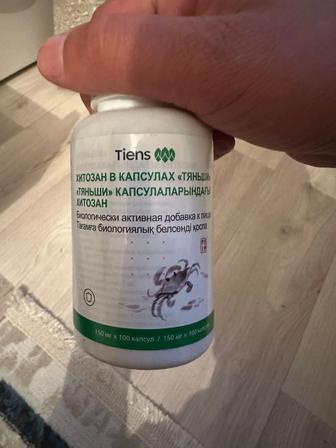 Tiens
ХИТОЗАН В КАПСУЛАХ «ТЯНЬШИ»
«ТЯНЬШИ» КАПСУЛАЛАРЫНДАҒЫ
ХИТОЗАН
Биологически активная добавка к пище
Тағамға биологиялық белсенді қоспа
150 мг x 100 капсул / 150 мг x 100 капсула